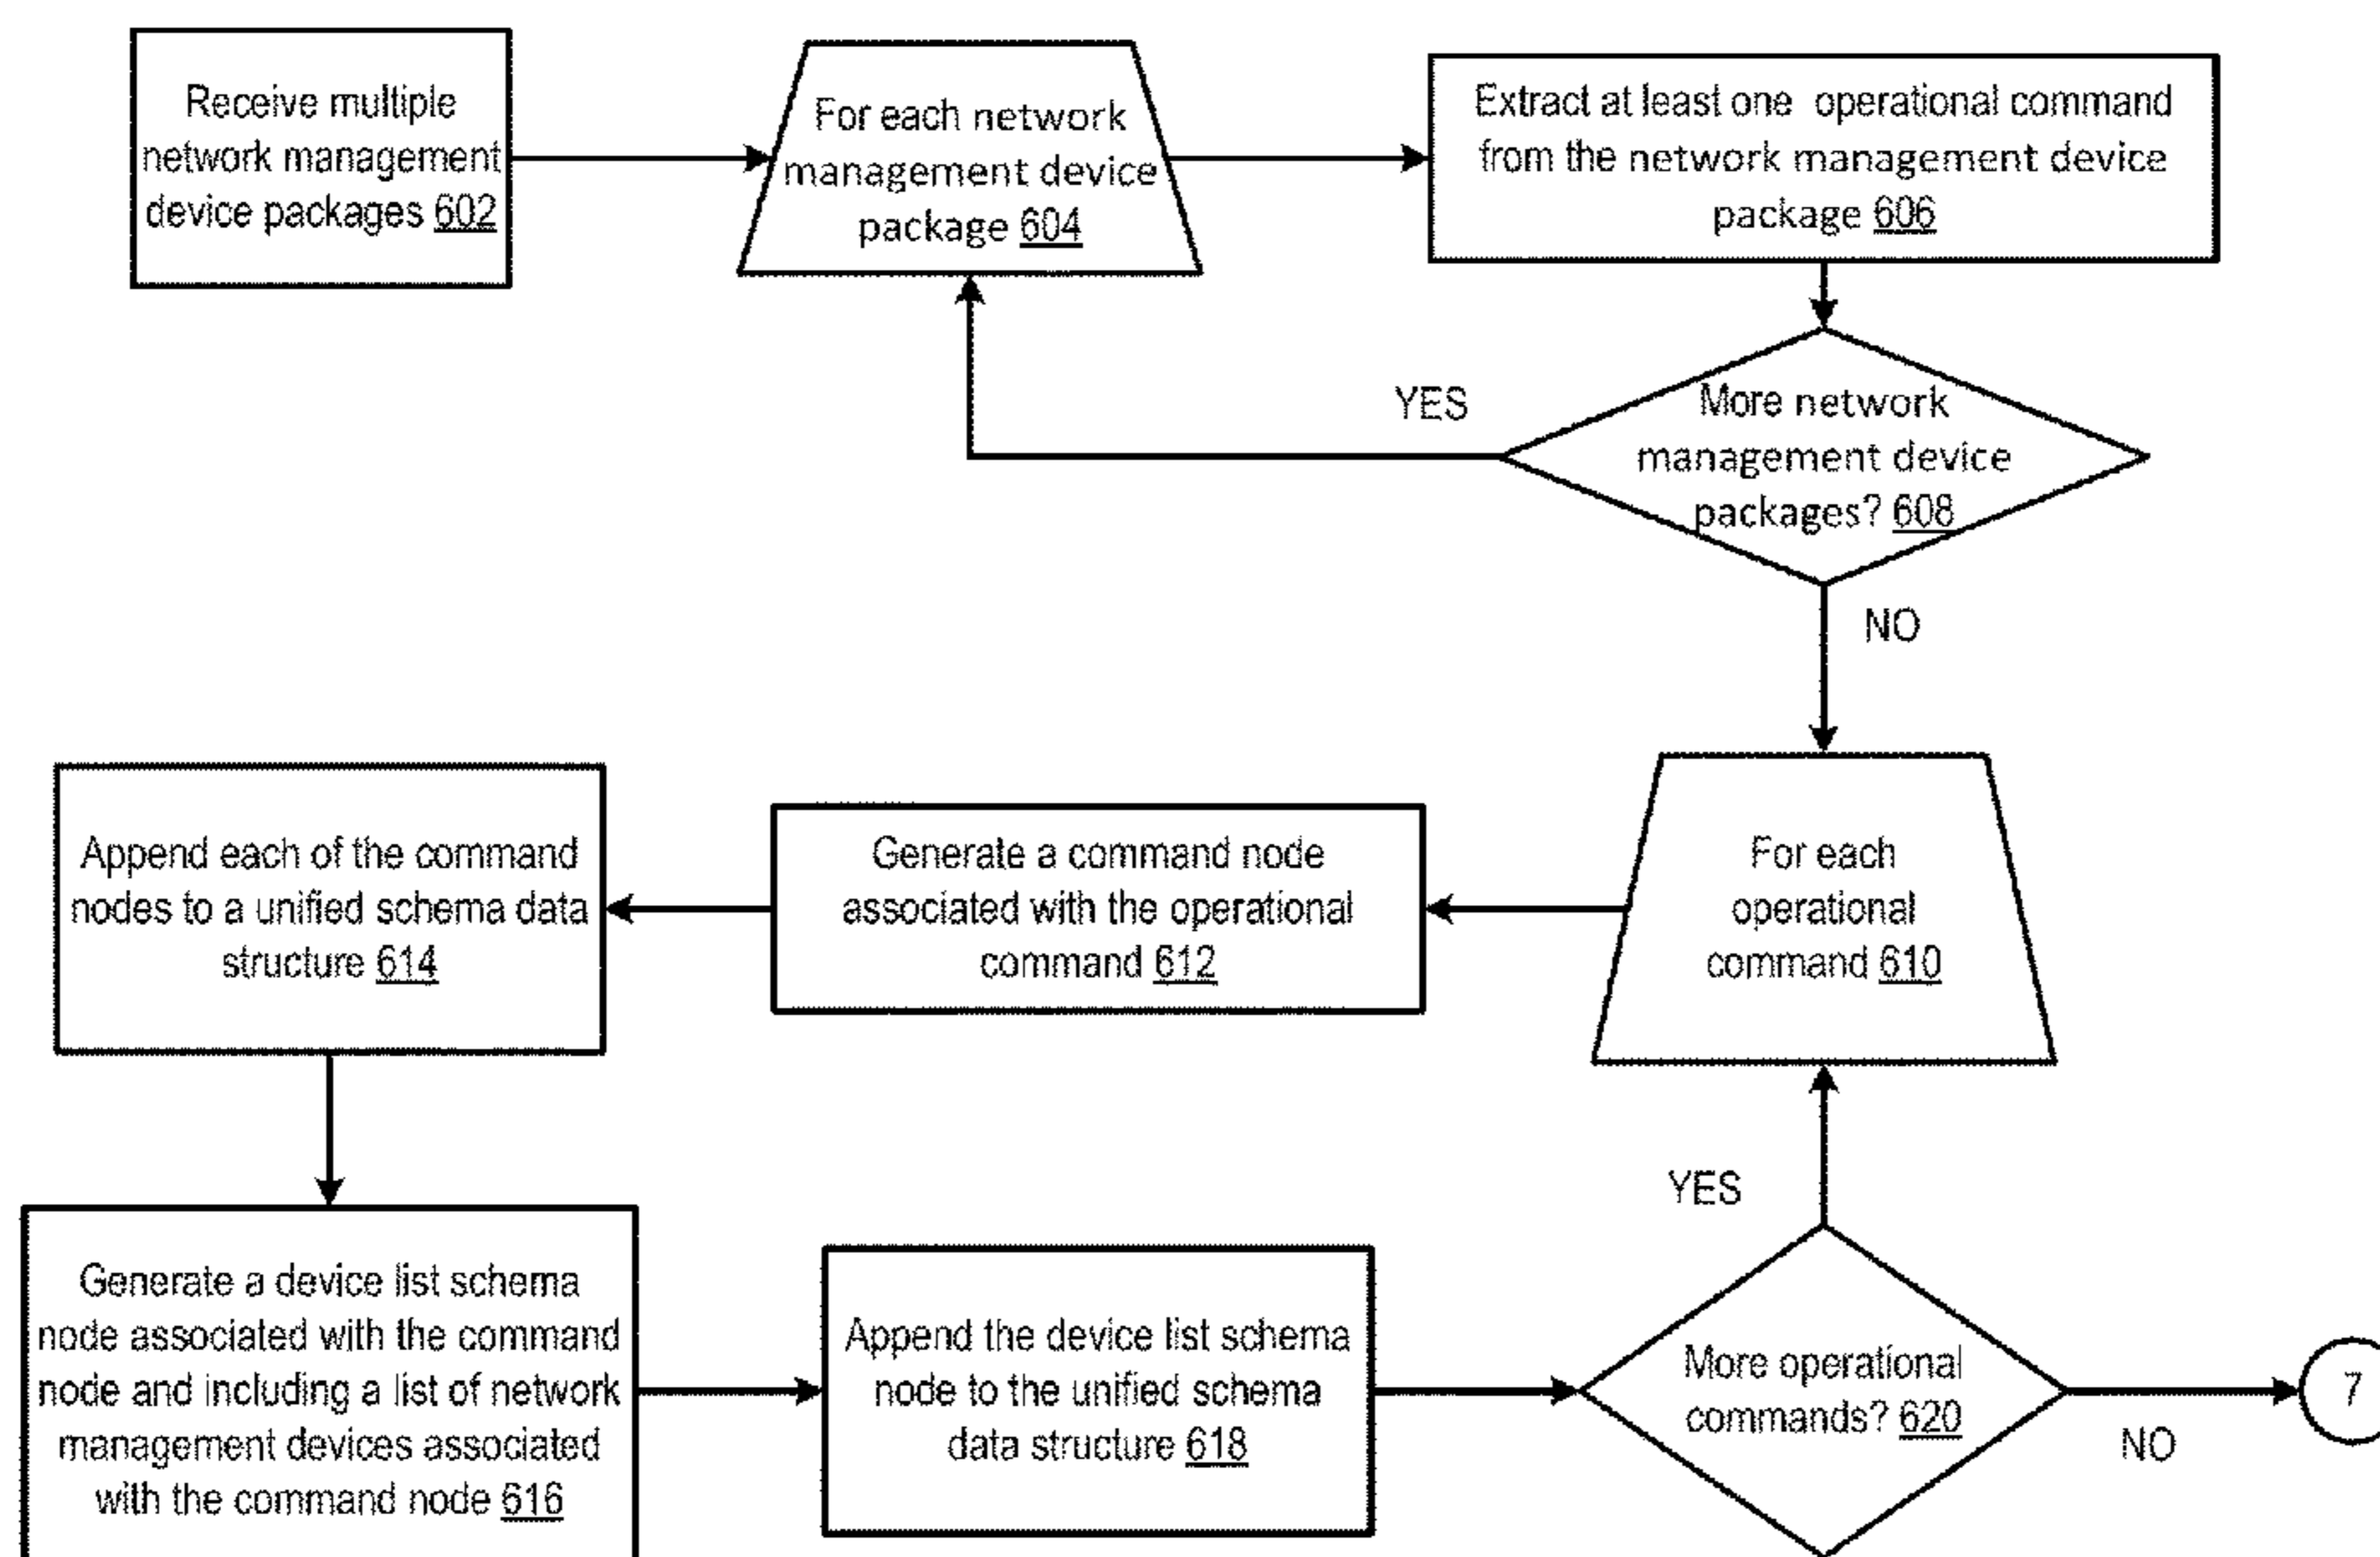 Receive multiple
network management
device packages 602
For each network
management device
package 604
Extract at least one operational command
from the network management device
package 606
More network
management device
packages? 608
YES
NO
For each
operational
command 610
Generate a command node
associated with the operational
command 612
Append each of the command
nodes to a unified schema data
structure 614
Generate a device list schema
node associated with the command
node and including a list of network
management devices associated
with the command node 616
Append the device list schema
node to the unified schema
data structure 618
More operational
commands? 620
YES
NO
7